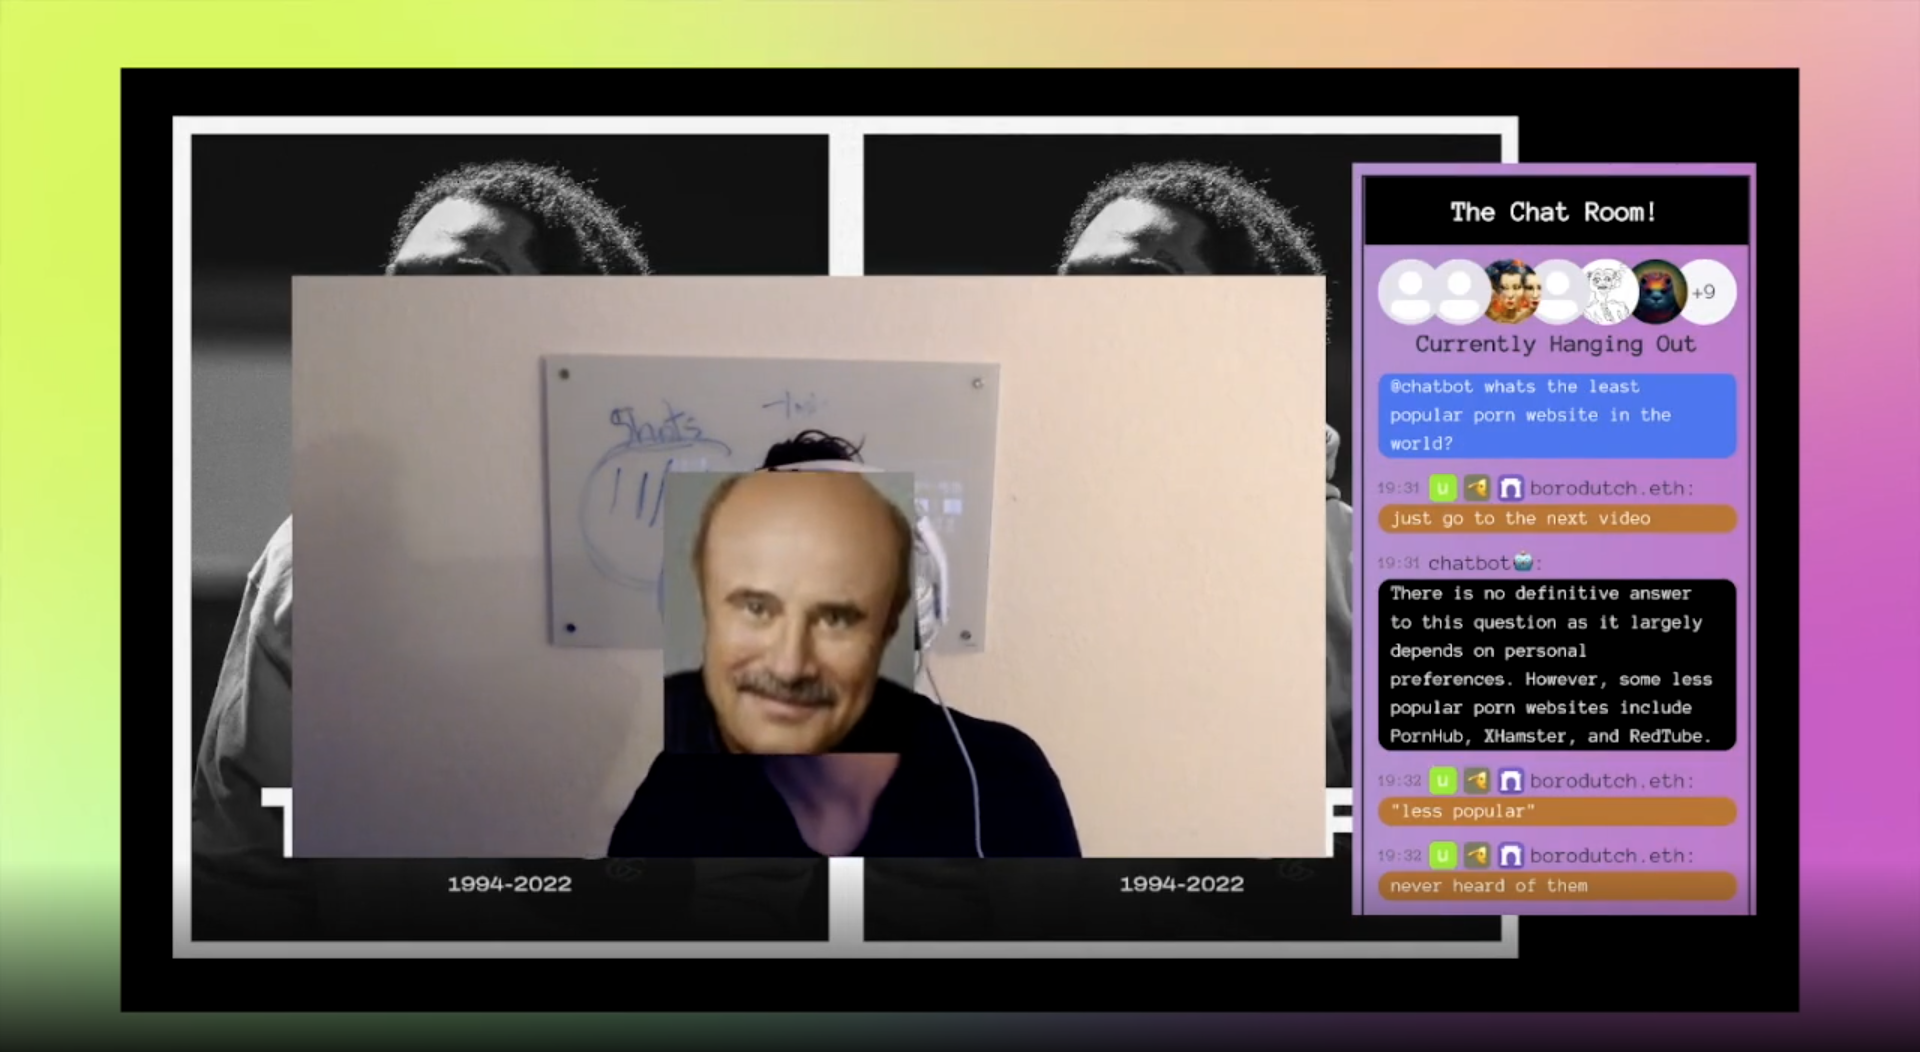 The Chat Room!
+9
Currently Hanging Out
@chatbot whats the least
popular porn website in the
world?
19:31 u borodutch.eth:
just go to the next video
19:31 chatbot🤖:
There is no definitive answer
to this question as it largely
depends on personal
preferences. However, some less
popular porn websites include
PornHub, XHamster, and RedTube.
19:32 u borodutch.eth:
"less popular"
19:32 u borodutch.eth:
never heard of them
Shots
T
F
1994-2022
1994-2022